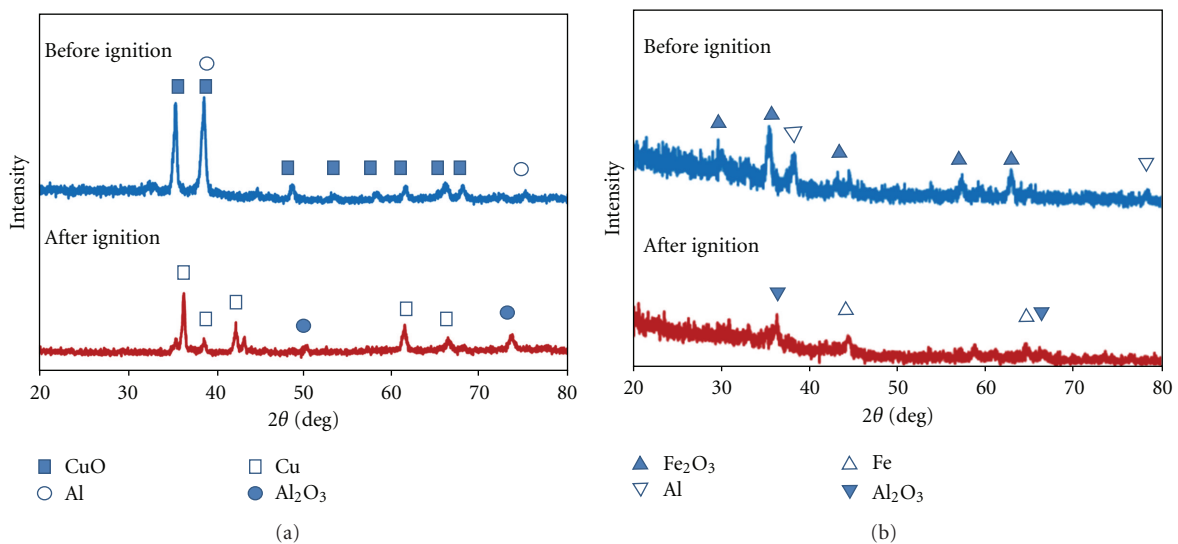 Before ignition
After ignition
Intensity
20 30 40 50 60 70 80
2θ (deg)
CuO
Cu
Al
Al₂O₃
(a)
Before ignition
After ignition
Intensity
20 30 40 50 60 70 80
2θ (deg)
Fe₂O₃
Fe
Al
Al₂O₃
(b)